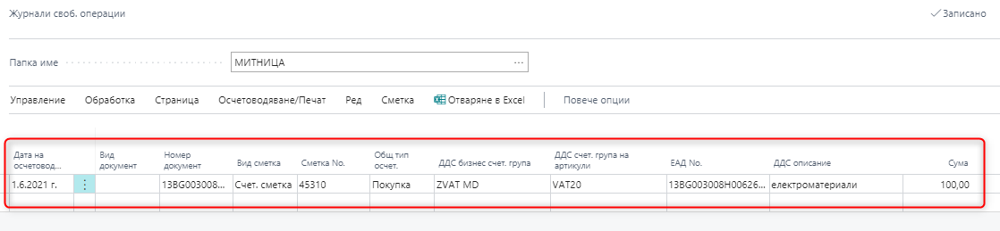 Журнали своб. операции
Записано
Папка име
МИТНИЦА
Управление Обработка Страница Осчетоводяване/Печат Ред Сметка Отваряне в Excel Повече опции
Дата на осчетовод... Вид документ Номер документ Вид сметка Сметка No. Общ тип осчет. ДДС бизнес счет. група ДДС счет. група на артикули ЕАД No. ДДС описание Сума
1.6.2021 г. 13BG003008... Счет. сметка 45310 Покупка ZVAT MD VAT20 13BG003008H00626... електроматериали 100,00